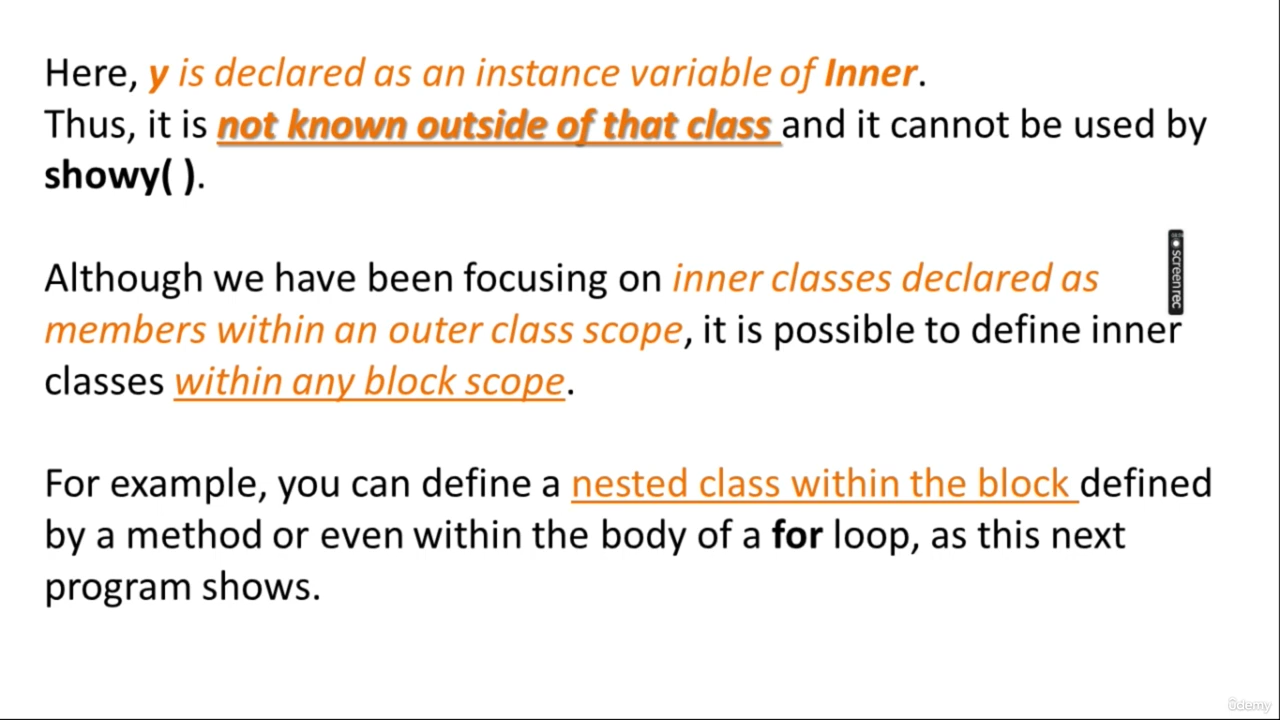 Here, y is declared as an instance variable of Inner.
Thus, it is not known outside of that class and it cannot be used by
showy( ).
Although we have been focusing on inner classes declared as
members within an outer class scope, it is possible to define inner
classes within any block scope.
For example, you can define a nested class within the block defined
by a method or even within the body of a for loop, as this next
program shows.
screenrec
ûdemy